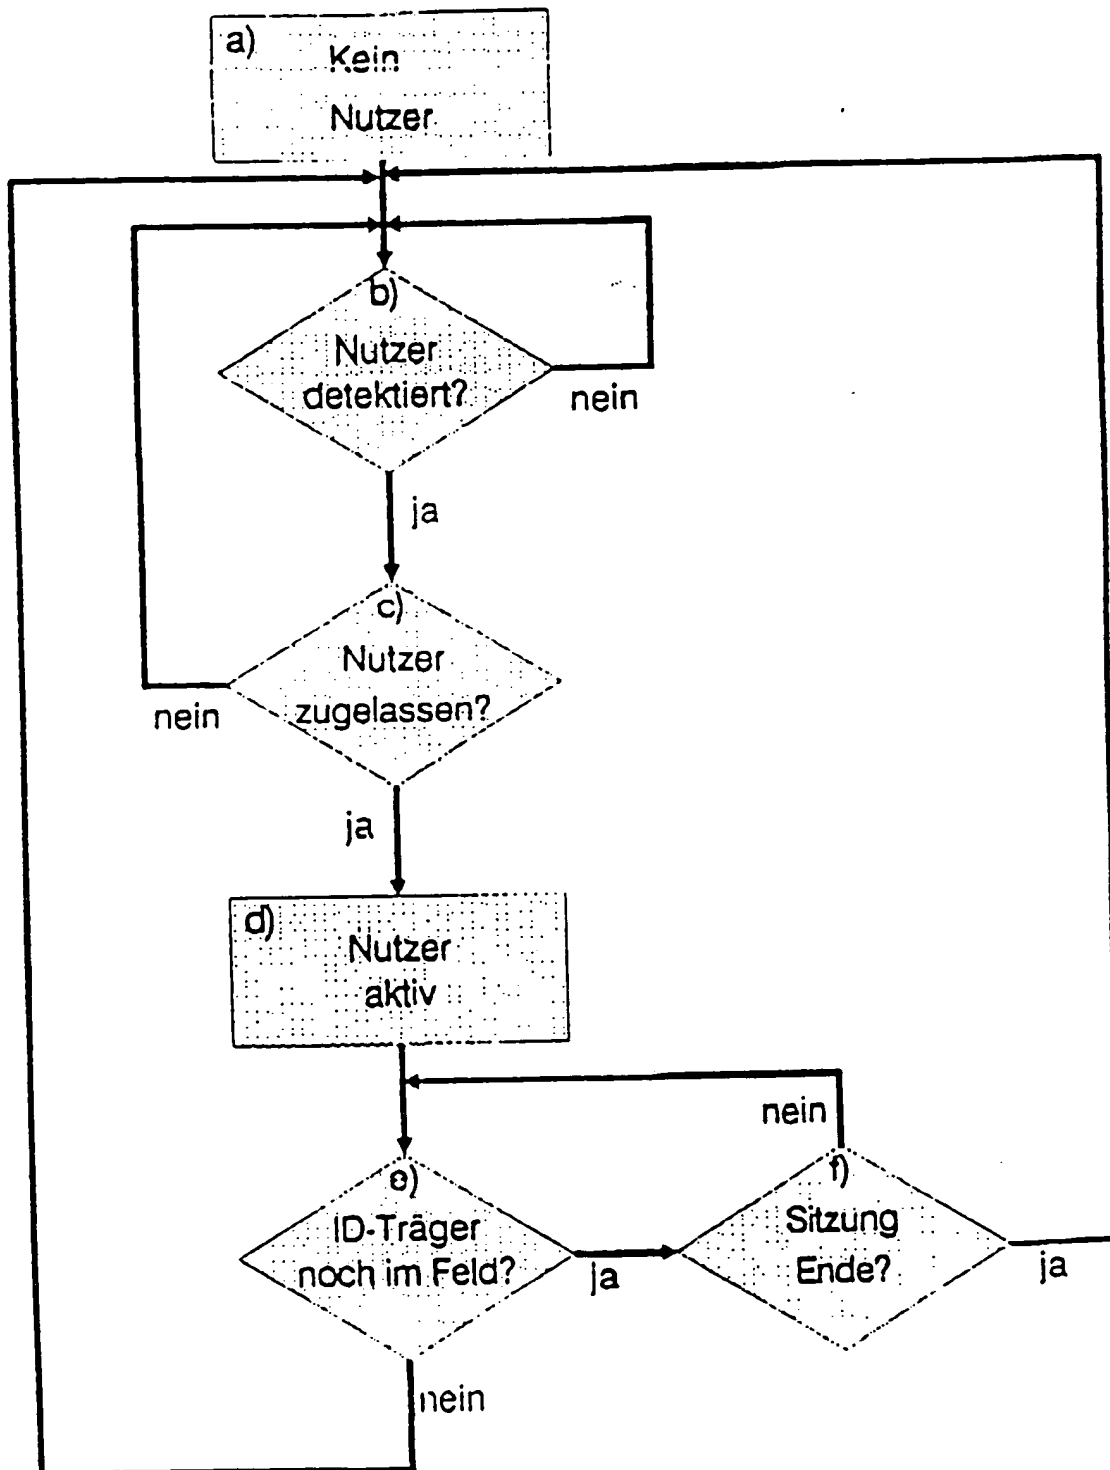 a)
Kein
Nutzer
b)
Nutzer
detektiert?
nein
ja
c)
Nutzer
zugelassen?
nein
ja
d)
Nutzer
aktiv
nein
e)
ID-Träger
noch im Feld?
ja
f)
Sitzung
Ende?
ja
nein